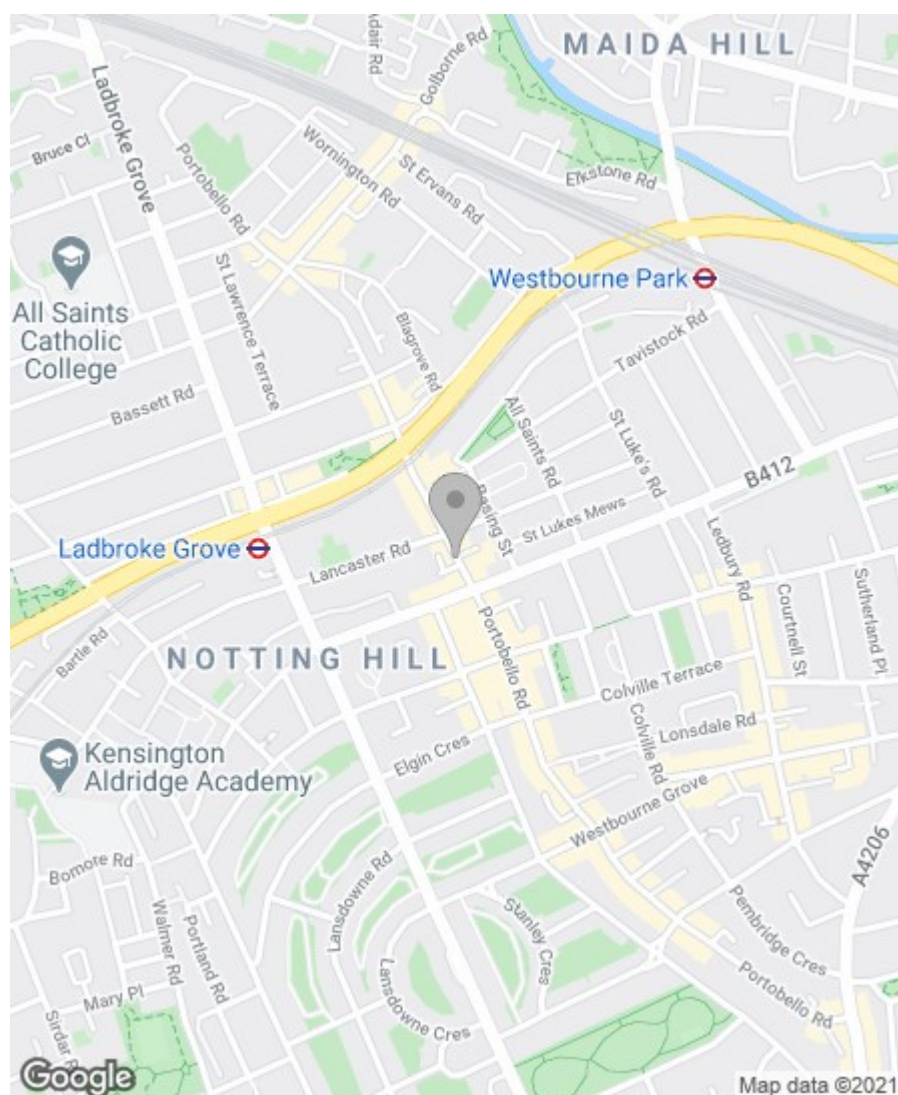 MAIDA HILL
Adair Rd
Golborne Rd
Ladbroke Grove
Bruce Cl
Portobello Rd
Wornington Rd
St Ervans Rd
Elkstone Rd
All Saints
Catholic
College
St Lawrence Terrace
Westbourne Park
Blagrove Rd
Tavistock Rd
Bassett Rd
All Saints Rd
St Luke's Rd
B412
Basing St
St Lukes Mews
Ladbroke Grove
Lancaster Rd
Ledbury Rd
Courtnell St
Sutherland Pl
Bartle Rd
NOTTING HILL
Portobello Rd
Colville Terrace
Colville Rd
Lonsdale Rd
Elgin Cres
Kensington
Aldridge Academy
Westbourne Grove
A4206
Bomore Rd
Lansdowne Rd
Walmer Rd
Portland Rd
Stanley Cres
Pembridge Cres
Lansdowne Cres
Portobello Rd
Mary Pl
Sirdar
Google
Map data ©2021